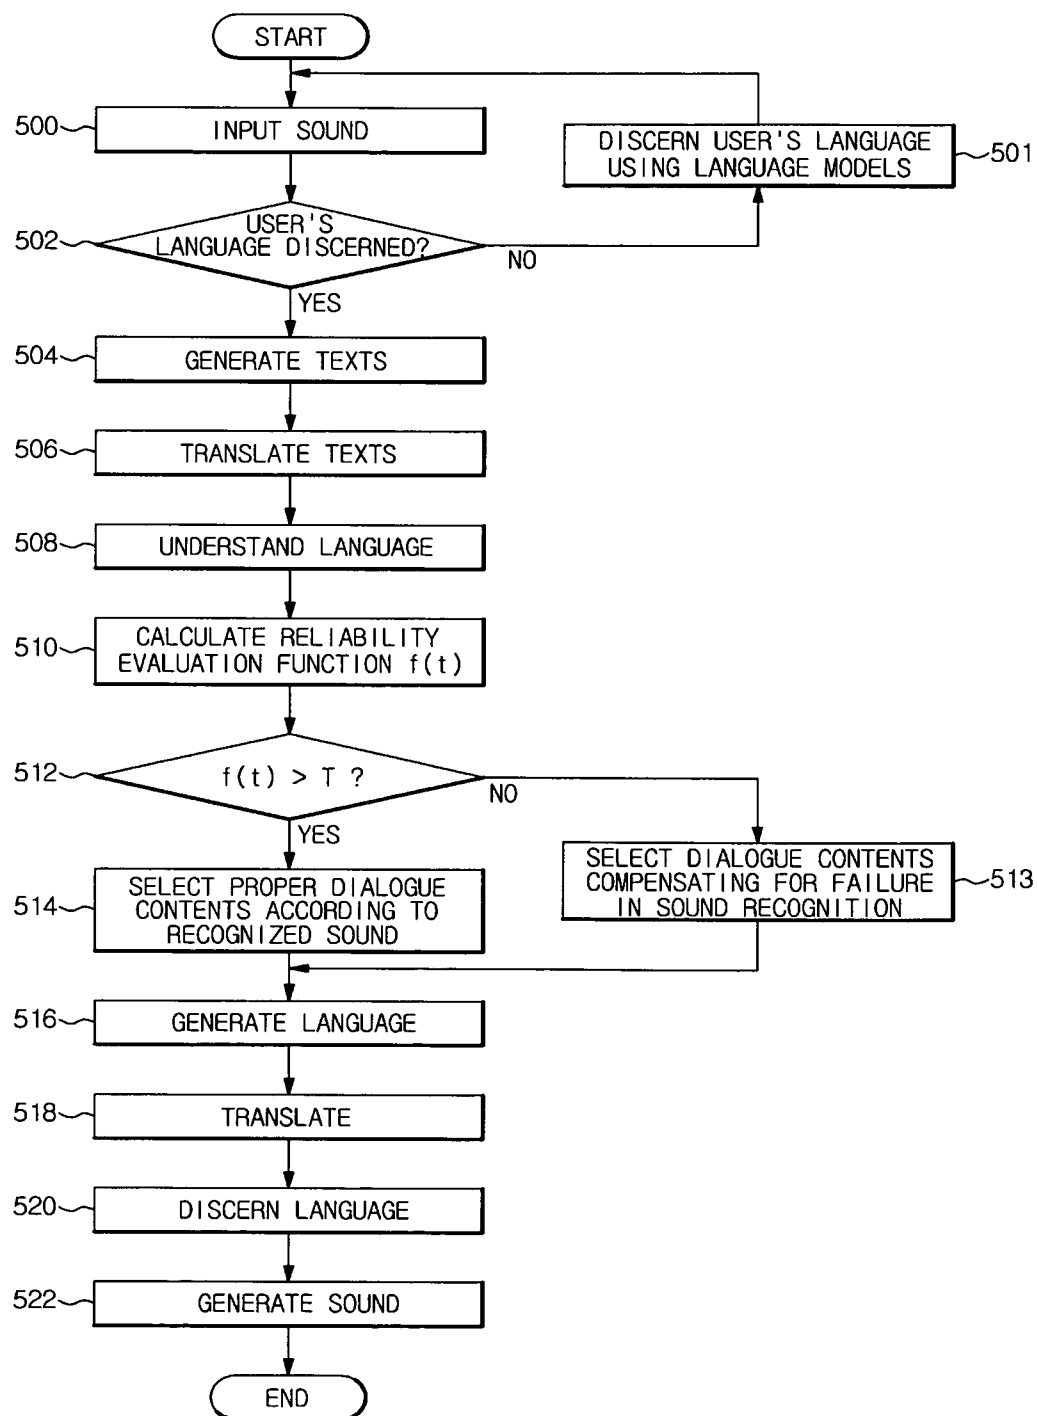 START
500
INPUT SOUND
DISCERN USER'S LANGUAGE
USING LANGUAGE MODELS
501
502
USER'S
LANGUAGE DISCERNED?
NO
YES
504
GENERATE TEXTS
506
TRANSLATE TEXTS
508
UNDERSTAND LANGUAGE
510
CALCULATE RELIABILITY
EVALUATION FUNCTION f(t)
512
f(t) > T ?
NO
YES
514
SELECT PROPER DIALOGUE
CONTENTS ACCORDING TO
RECOGNIZED SOUND
SELECT DIALOGUE CONTENTS
COMPENSATING FOR FAILURE
IN SOUND RECOGNITION
513
516
GENERATE LANGUAGE
518
TRANSLATE
520
DISCERN LANGUAGE
522
GENERATE SOUND
END